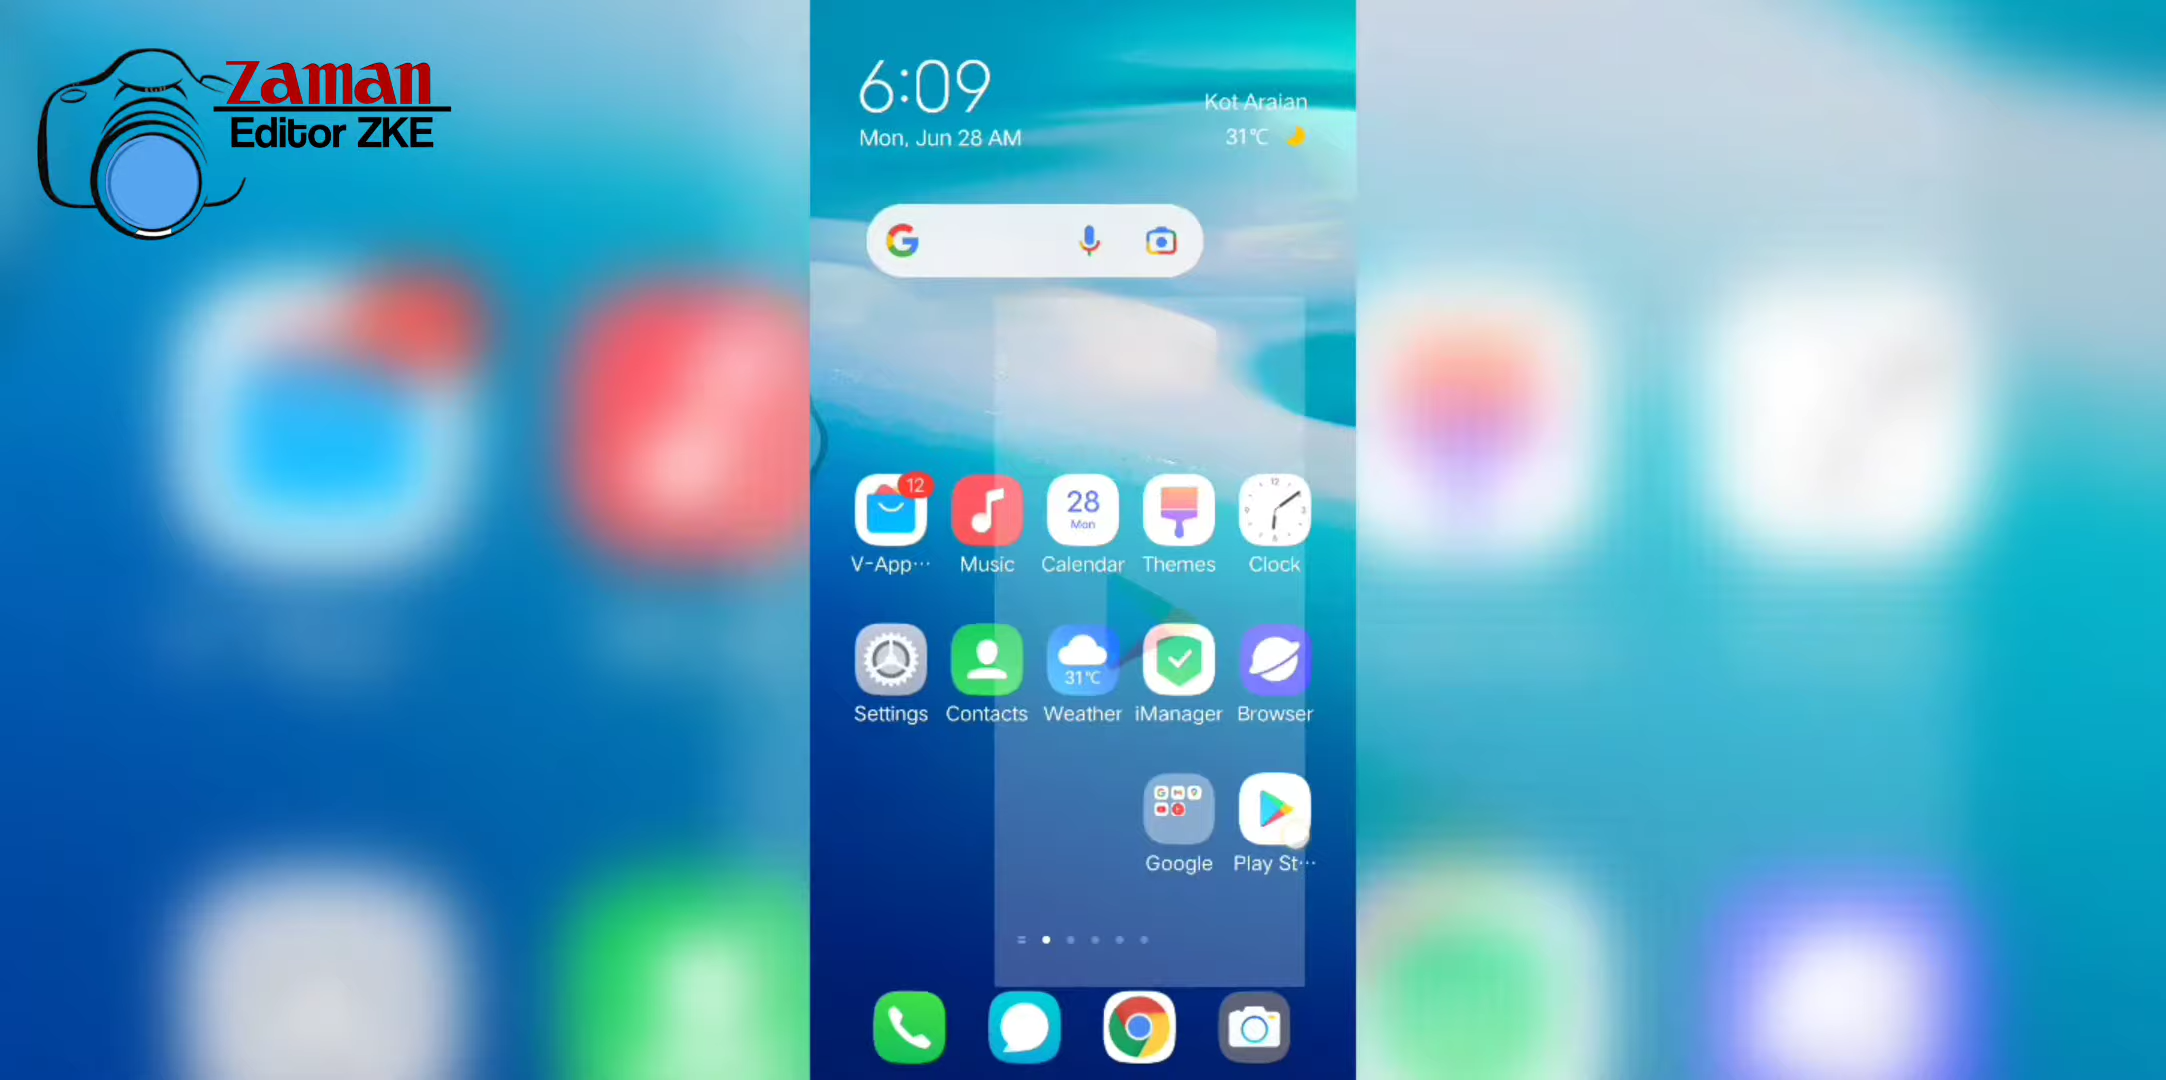 Zaman
Editor ZKE
6:09
Mon, Jun 28 AM
Kot Araian
31°C
12
28
Mon
V-App···
Music
Calendar
Themes
Clock
31°C
Settings
Contacts
Weather
iManager
Browser
Google
Play St···